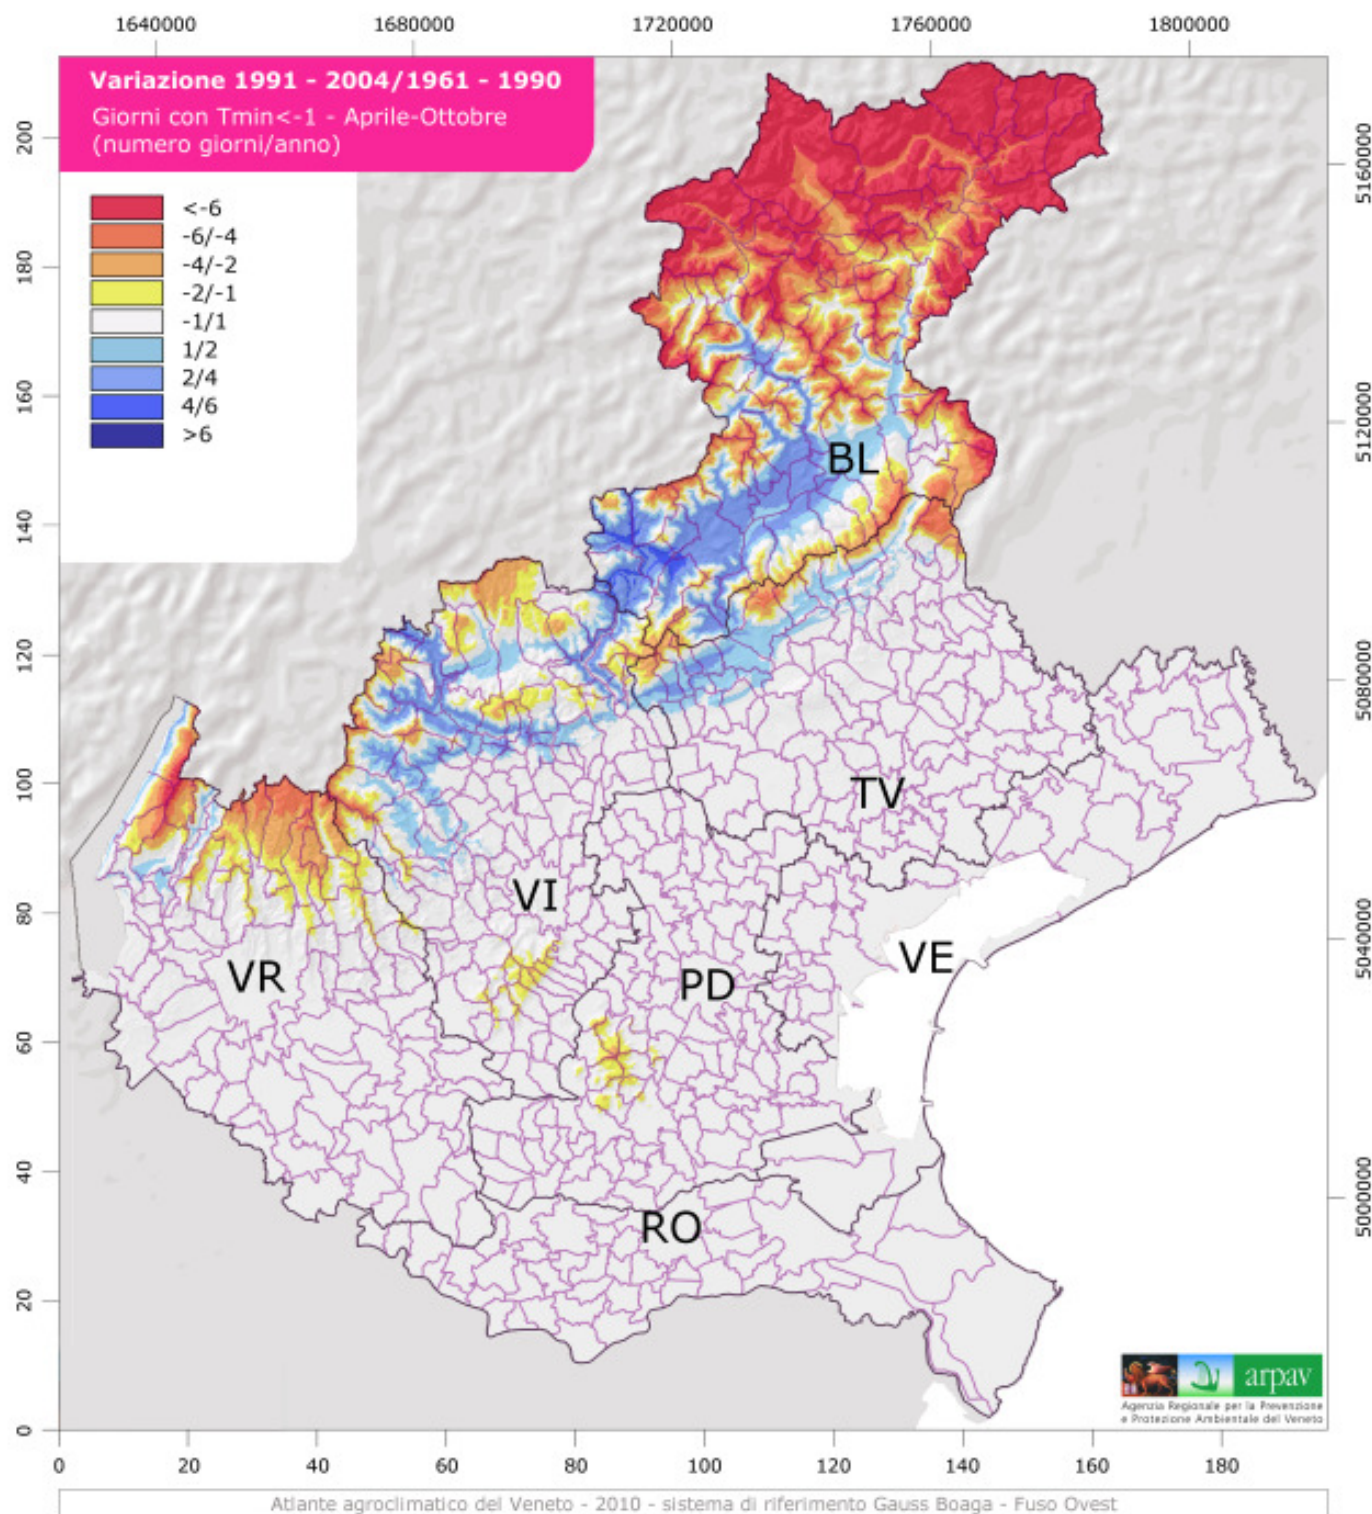 1640000 1680000 1720000 1760000 1800000
Variazione 1991 - 2004/1961 - 1990
Giorni con Tmin<-1 - Aprile-Ottobre
(numero giorni/anno)
<-6
-6/-4
-4/-2
-2/-1
-1/1
1/2
2/4
4/6
>6
200
180
160
140
120
100
80
60
40
20
0
5160000
5120000
5080000
5040000
5000000
BL
TV
VI
VE
VR
PD
RO
arpav
Agenzia Regionale per la Prevenzione
e Protezione Ambientale del Veneto
0 20 40 60 80 100 120 140 160 180
Atlante agroclimatico del Veneto - 2010 - sistema di riferimento Gauss Boaga - Fuso Ovest